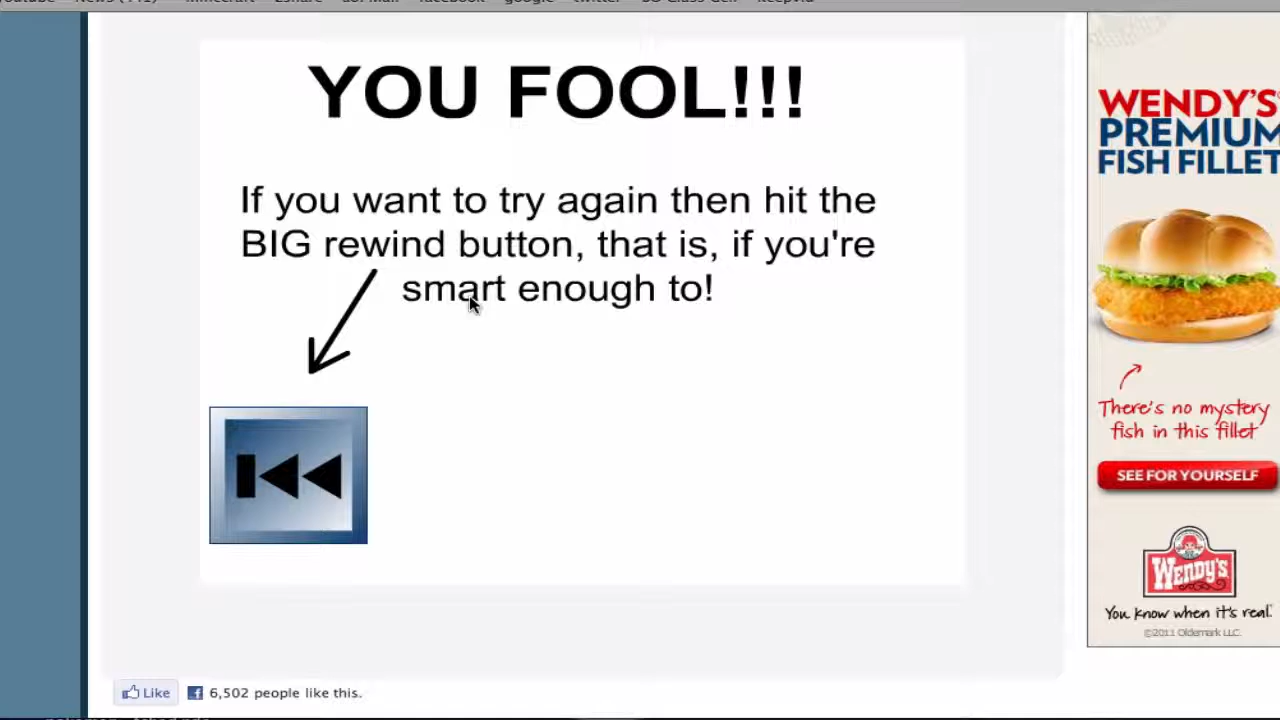 YOU FOOL!!!
If you want to try again then hit the
BIG rewind button, that is, if you're
smart enough to!
Like
6,502 people like this.
WENDY'S
PREMIUM
FISH FILLET
There's no mystery
fish in this fillet
SEE FOR YOURSELF
Wendy's
You know when it's real.
©2011 Oldemark LLC.